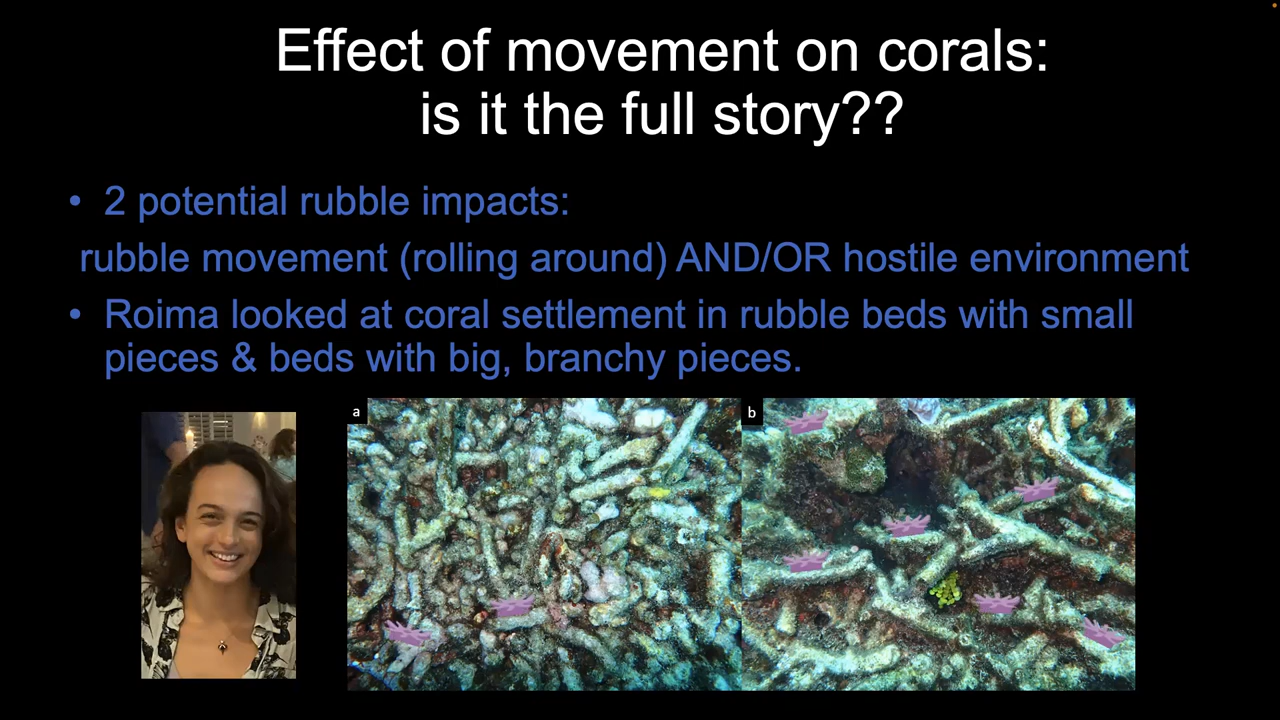 Effect of movement on corals:
is it the full story??
• 2 potential rubble impacts:
rubble movement (rolling around) AND/OR hostile environment
• Roima looked at coral settlement in rubble beds with small
pieces & beds with big, branchy pieces.
a
b